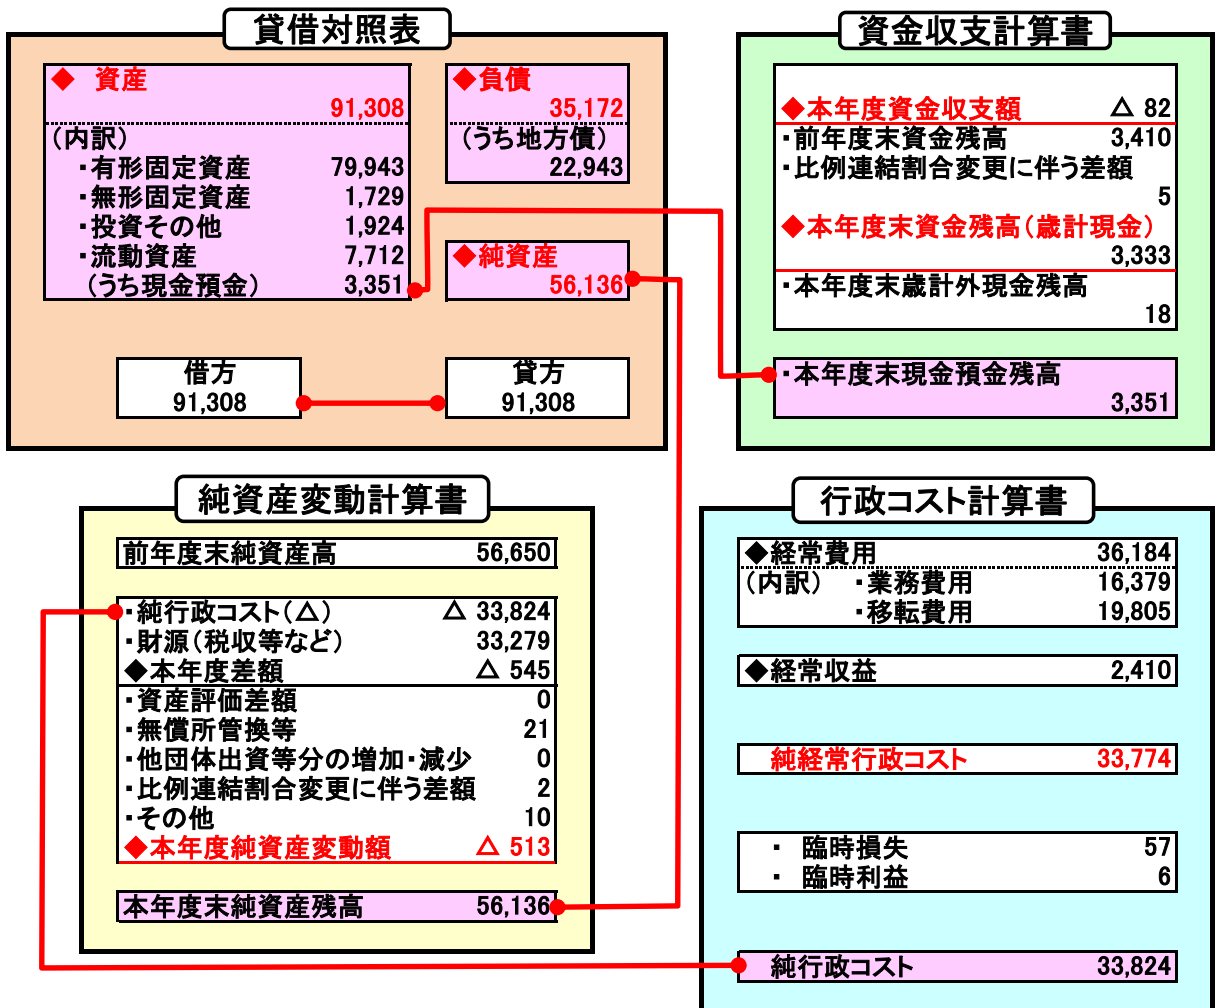 貸借対照表
◆ 資産
91,308
(内訳)
・有形固定資産 79,943
・無形固定資産 1,729
・投資その他 1,924
・流動資産 7,712
(うち現金預金) 3,351
◆負債
35,172
(うち地方債)
22,943
◆純資産
56,136
借方
91,308
貸方
91,308
資金収支計算書
◆本年度資金収支額 △ 82
・前年度末資金残高 3,410
・比例連結割合変更に伴う差額
5
◆本年度末資金残高(歳計現金)
3,333
・本年度末歳計外現金残高
18
・本年度末現金預金残高
3,351
純資産変動計算書
前年度末純資産高 56,650
・純行政コスト(△) △ 33,824
・財源(税収等など) 33,279
◆本年度差額 △ 545
・資産評価差額 0
・無償所管換等 21
・他団体出資等分の増加・減少 0
・比例連結割合変更に伴う差額 2
・その他 10
◆本年度純資産変動額 △ 513
本年度末純資産残高 56,136
行政コスト計算書
◆経常費用 36,184
(内訳) ・業務費用 16,379
・移転費用 19,805
◆経常収益 2,410
純経常行政コスト 33,774
・ 臨時損失 57
・ 臨時利益 6
純行政コスト 33,824